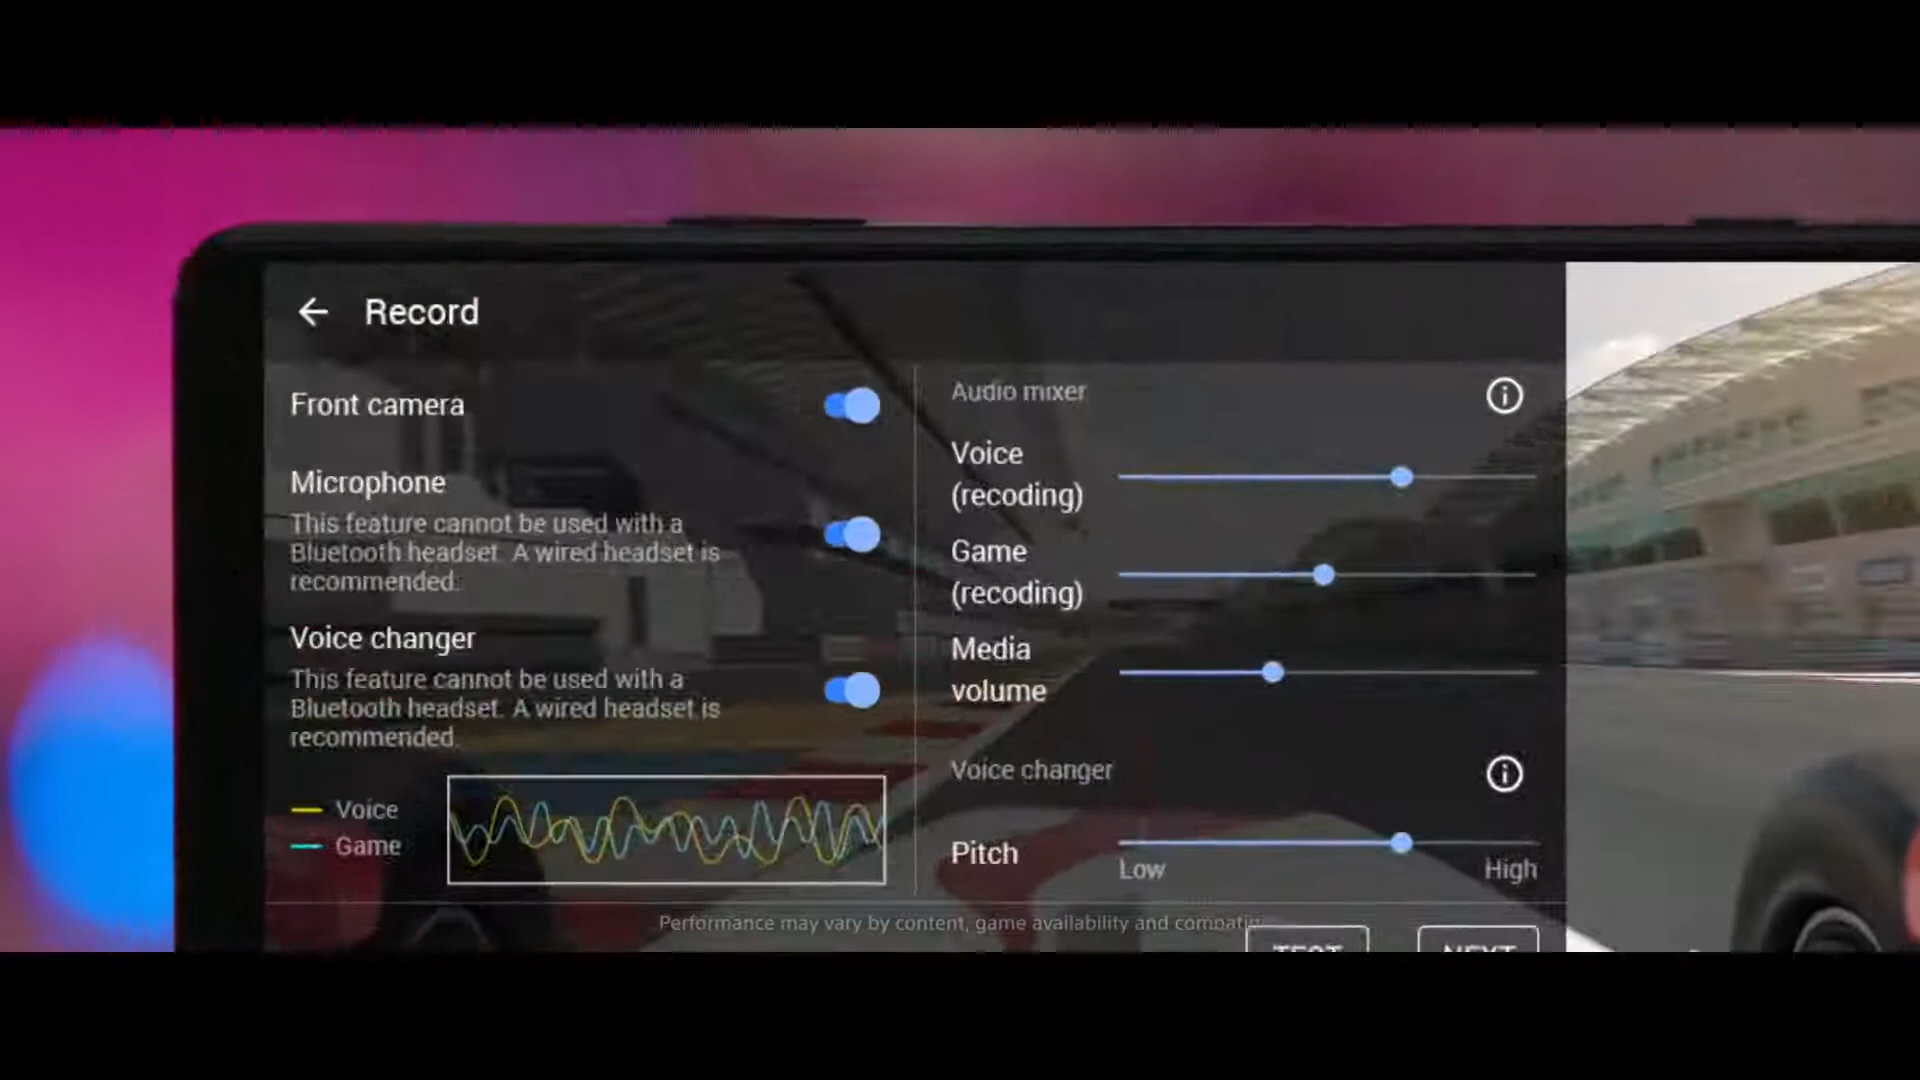 Record
Front camera
Microphone
This feature cannot be used with a
Bluetooth headset. A wired headset is
recommended.
Voice changer
This feature cannot be used with a
Bluetooth headset. A wired headset is
recommended.
Voice
Game
Audio mixer
Voice
(recoding)
Game
(recoding)
Media
volume
Voice changer
Pitch
Low
High
Performance may vary by content, game availability and
TEST
NEXT